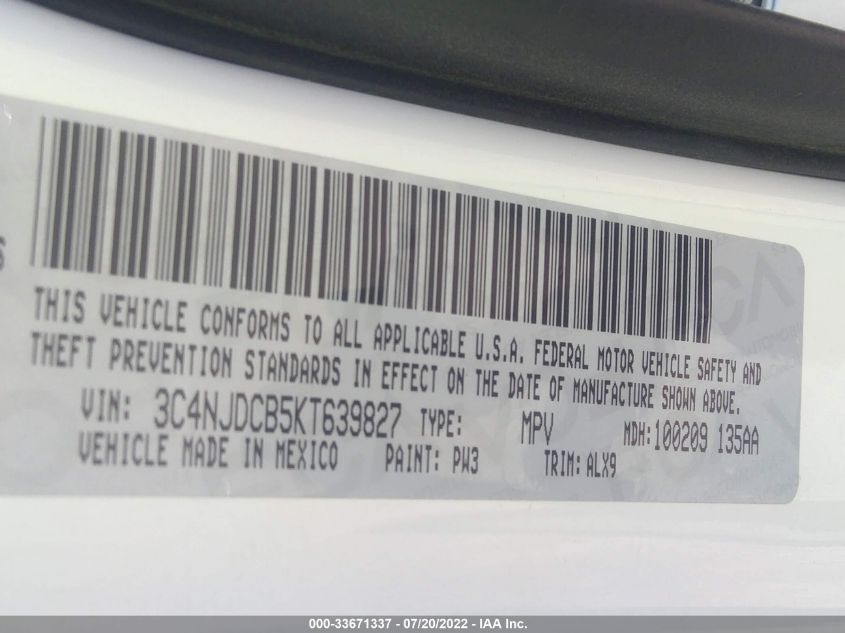 THIS VEHICLE CONFORMS TO ALL APPLICABLE U.S.A. FEDERAL MOTOR VEHICLE SAFETY AND
THEFT PREVENTION STANDARDS IN EFFECT ON THE DATE OF MANUFACTURE SHOWN ABOVE.
VIN: 3C4NJDCB5KT639827 TYPE: MPV MDH:100209 135AA
VEHICLE MADE IN MEXICO PAINT: PW3 TRIM: ALX9
000-33671337 - 07/20/2022 - IAA Inc.